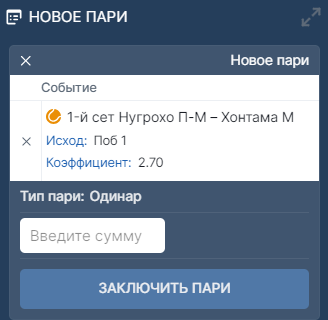 НОВОЕ ПАРИ
Новое пари
Событие
1-й сет Нугрохо П-М – Хонтама М
Исход: Поб 1
Коэффициент: 2.70
Тип пари: Одинар
Введите сумму
ЗАКЛЮЧИТЬ ПАРИ